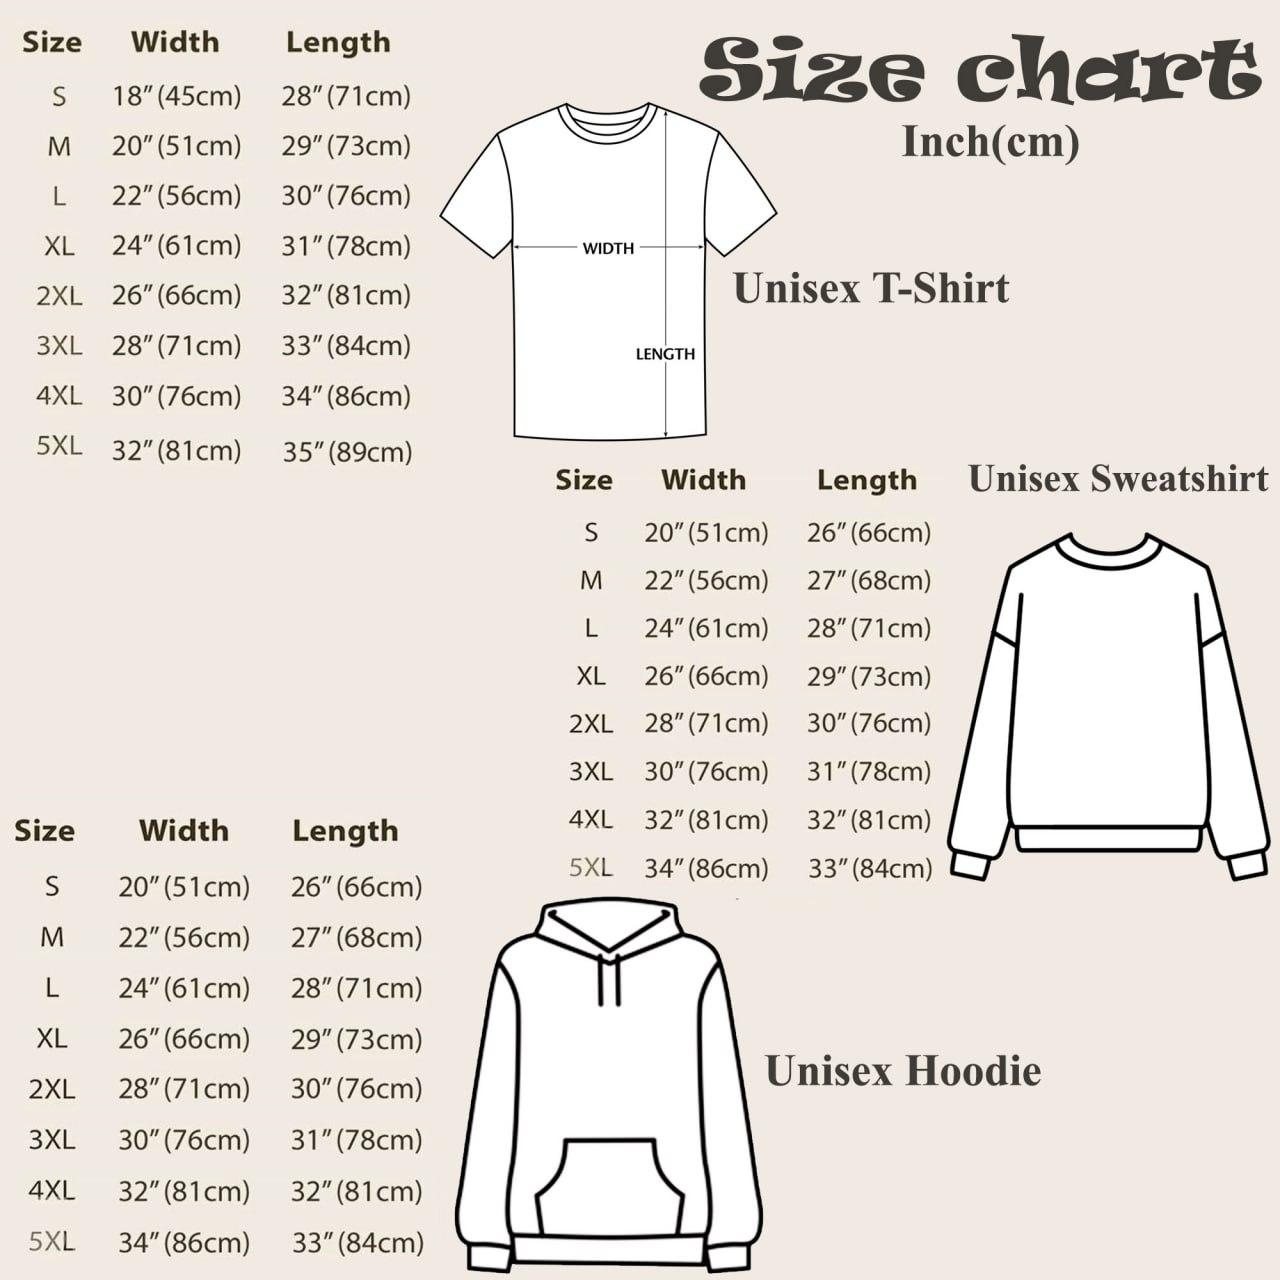 Size chart
Inch(cm)
Size Width Length
S 18” (45cm) 28” (71cm)
M 20” (51cm) 29” (73cm)
L 22” (56cm) 30” (76cm)
XL 24” (61cm) 31” (78cm)
2XL 26” (66cm) 32” (81cm)
3XL 28” (71cm) 33” (84cm)
4XL 30” (76cm) 34” (86cm)
5XL 32” (81cm) 35” (89cm)
WIDTH
LENGTH
Unisex T-Shirt
Size Width Length
S 20” (51cm) 26” (66cm)
M 22” (56cm) 27” (68cm)
L 24” (61cm) 28” (71cm)
XL 26” (66cm) 29” (73cm)
2XL 28” (71cm) 30” (76cm)
3XL 30” (76cm) 31” (78cm)
4XL 32” (81cm) 32” (81cm)
5XL 34” (86cm) 33” (84cm)
Unisex Sweatshirt
Size Width Length
S 20” (51cm) 26” (66cm)
M 22” (56cm) 27” (68cm)
L 24” (61cm) 28” (71cm)
XL 26” (66cm) 29” (73cm)
2XL 28” (71cm) 30” (76cm)
3XL 30” (76cm) 31” (78cm)
4XL 32” (81cm) 32” (81cm)
5XL 34” (86cm) 33” (84cm)
Unisex Hoodie